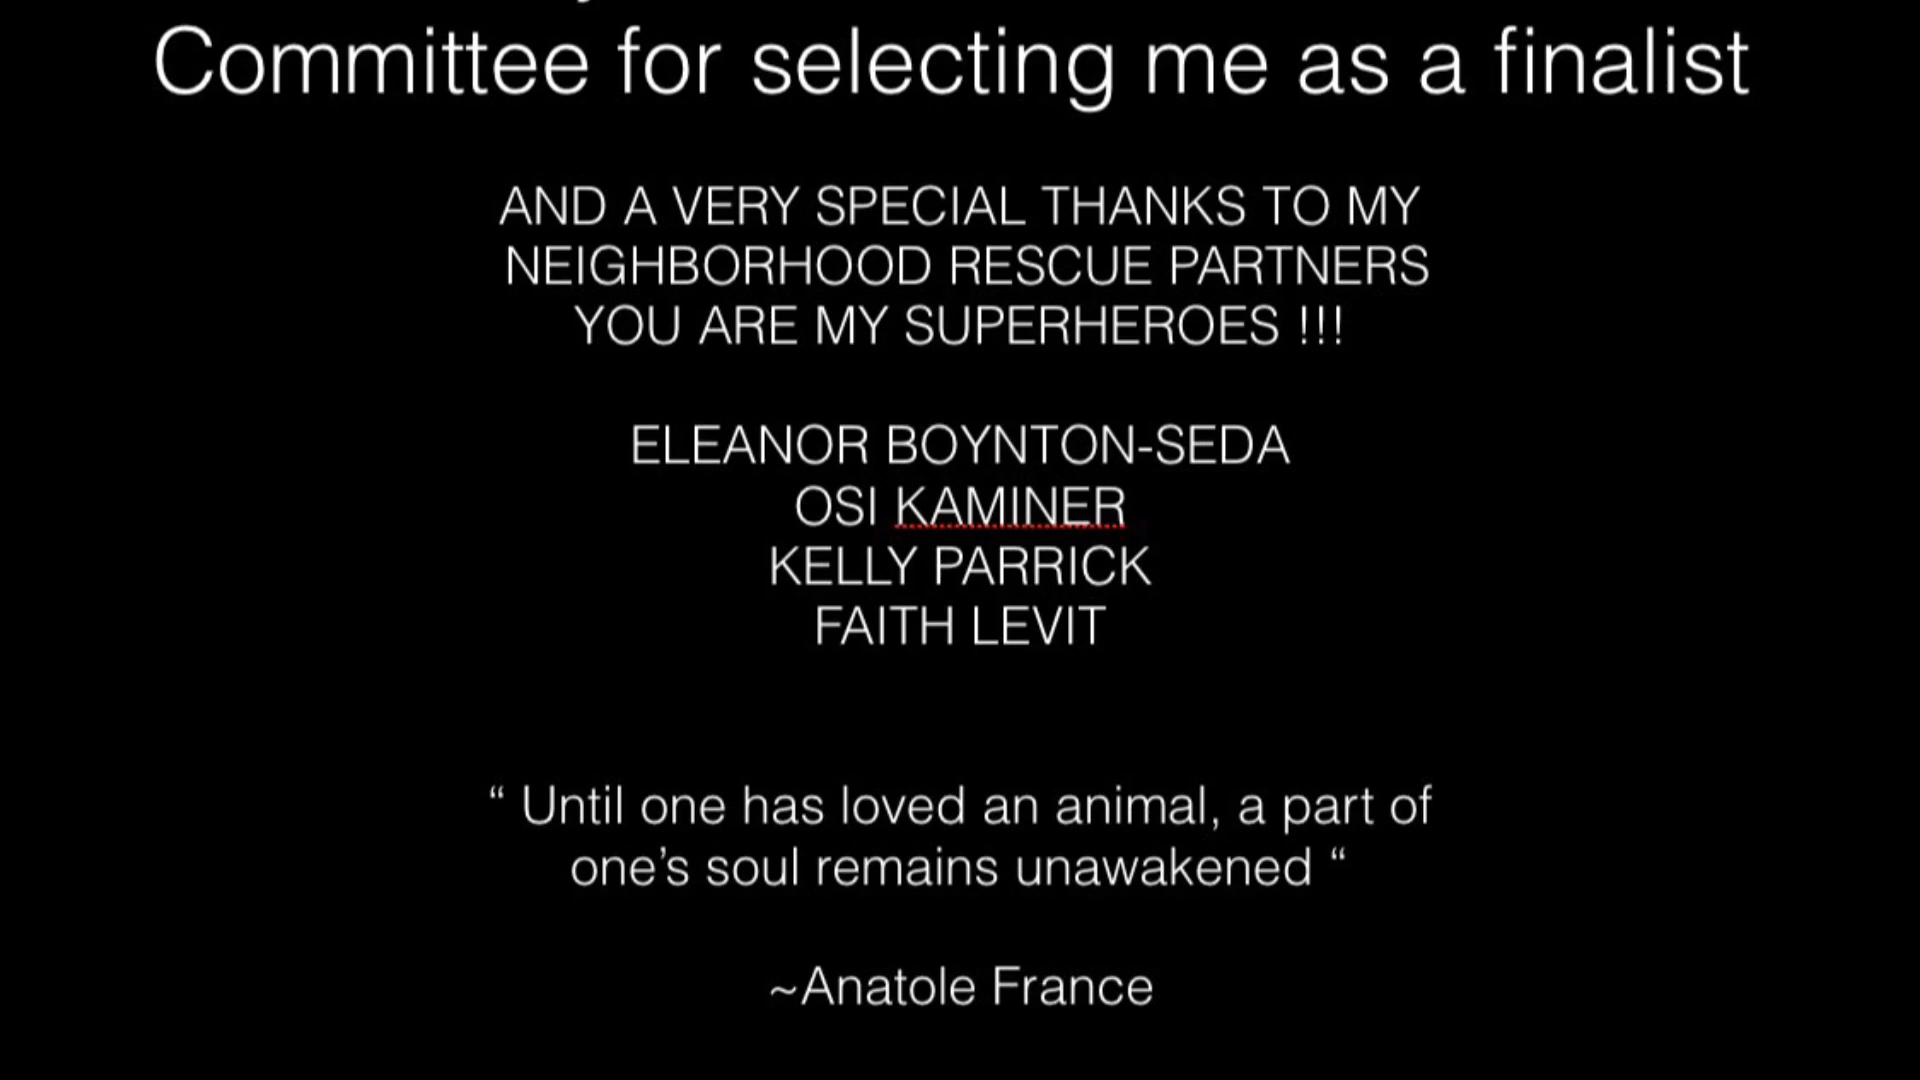 Committee for selecting me as a finalist
AND A VERY SPECIAL THANKS TO MY
NEIGHBORHOOD RESCUE PARTNERS
YOU ARE MY SUPERHEROES !!!
ELEANOR BOYNTON-SEDA
OSI KAMINER
KELLY PARRICK
FAITH LEVIT
“ Until one has loved an animal, a part of
one’s soul remains unawakened “
~Anatole France